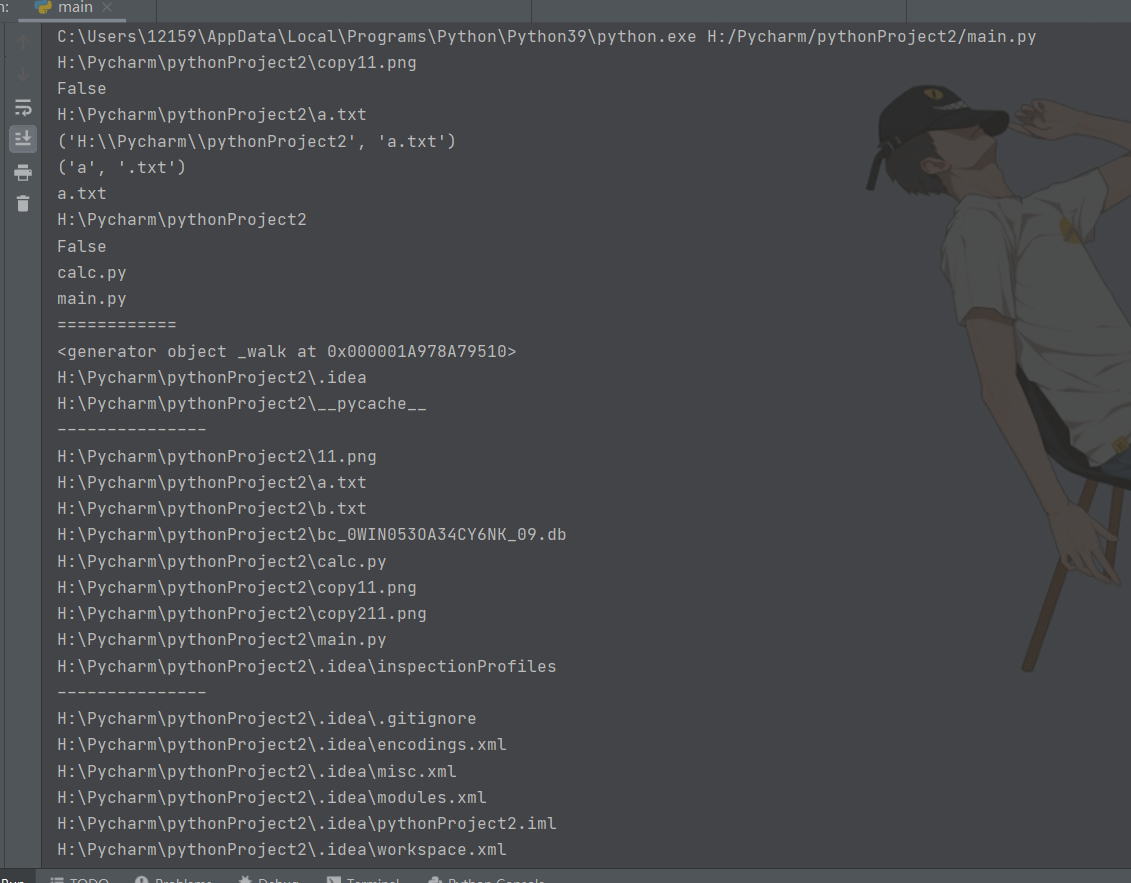 main
C:\Users\12159\AppData\Local\Programs\Python\Python39\python.exe H:/Pycharm/pythonProject2/main.py
H:\Pycharm\pythonProject2\copy11.png
False
H:\Pycharm\pythonProject2\a.txt
('H:\\Pycharm\\pythonProject2', 'a.txt')
('a', '.txt')
a.txt
H:\Pycharm\pythonProject2
False
calc.py
main.py
============
<generator object _walk at 0x000001A978A79510>
H:\Pycharm\pythonProject2\.idea
H:\Pycharm\pythonProject2\__pycache__
---------------
H:\Pycharm\pythonProject2\11.png
H:\Pycharm\pythonProject2\a.txt
H:\Pycharm\pythonProject2\b.txt
H:\Pycharm\pythonProject2\bc_0WIN053OA34CY6NK_09.db
H:\Pycharm\pythonProject2\calc.py
H:\Pycharm\pythonProject2\copy11.png
H:\Pycharm\pythonProject2\copy211.png
H:\Pycharm\pythonProject2\main.py
H:\Pycharm\pythonProject2\.idea\inspectionProfiles
---------------
H:\Pycharm\pythonProject2\.idea\.gitignore
H:\Pycharm\pythonProject2\.idea\encodings.xml
H:\Pycharm\pythonProject2\.idea\misc.xml
H:\Pycharm\pythonProject2\.idea\modules.xml
H:\Pycharm\pythonProject2\.idea\pythonProject2.iml
H:\Pycharm\pythonProject2\.idea\workspace.xml
Run TODO Problems Debug Terminal Python Console